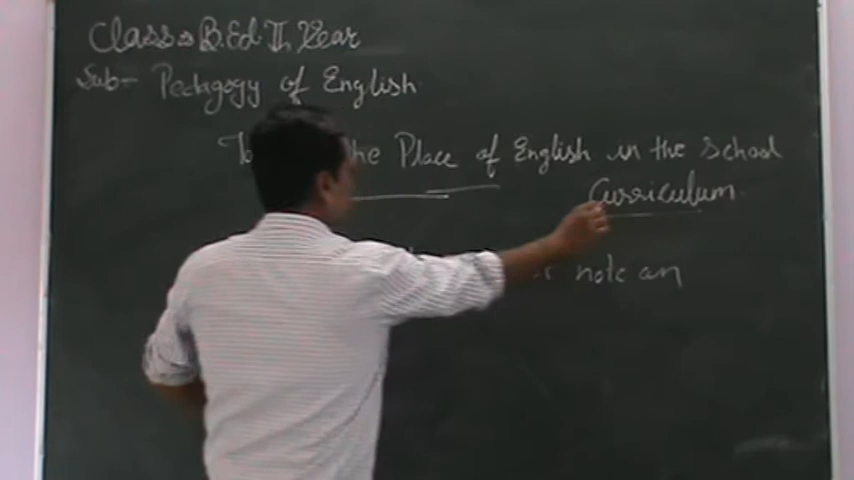 Class:- B.Ed. II Year
Sub- Pedagogy of English
the Place of English in the School
Curriculum.
note an